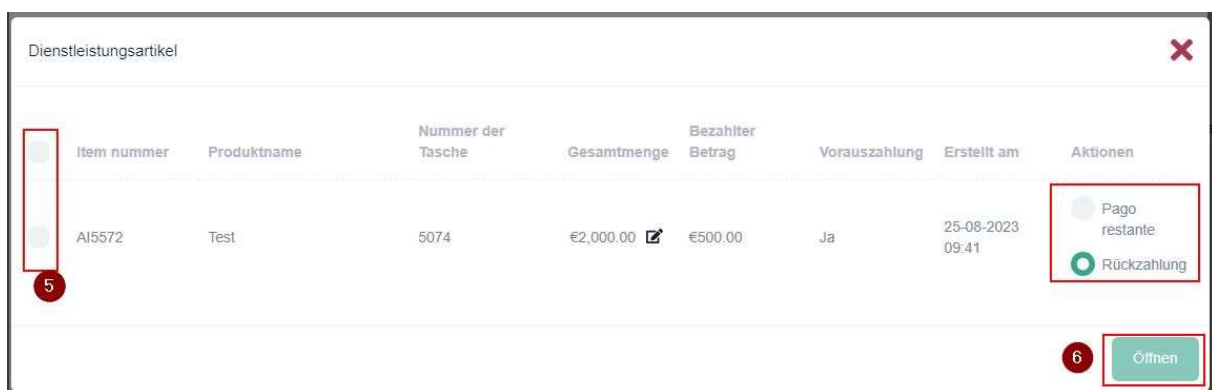 Dienstleistungsartikel
Item nummer Produktname Nummer der Tasche Gesamtmenge Bezahlter Betrag Vorauszahlung Erstellt am Aktionen
AI5572 Test 5074 €2,000.00 €500.00 Ja 25-08-2023 09:41
Pago
restante
Rückzahlung
5
6 Öffnen